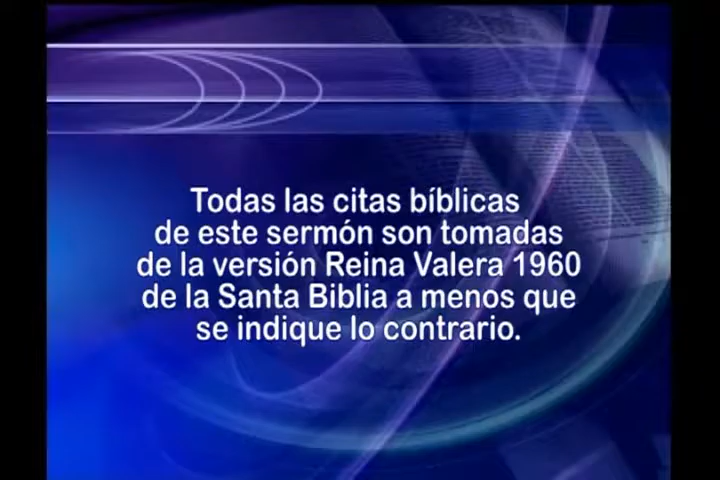 Todas las citas bíblicas
de este sermón son tomadas
de la versión Reina Valera 1960
de la Santa Biblia a menos que
se indique lo contrario.